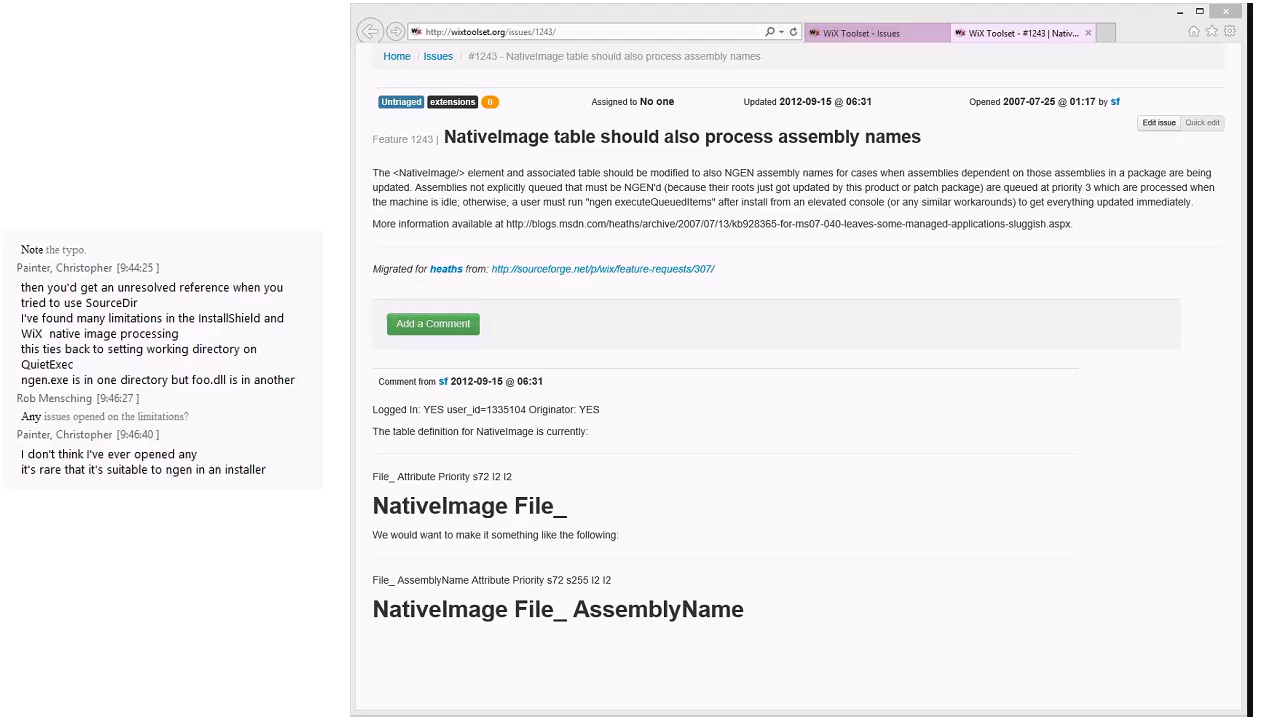 Note the typo.
Painter, Christopher [9:44:25 ]
then you'd get an unresolved reference when you
tried to use SourceDir
I've found many limitations in the InstallShield and
WiX native image processing
this ties back to setting working directory on
QuietExec
ngen.exe is in one directory but foo.dll is in another
Rob Mensching [9:46:27 ]
Any issues opened on the limitations?
Painter, Christopher [9:46:40 ]
I don't think I've ever opened any
it's rare that it's suitable to ngen in an installer
http://wixtoolset.org/issues/1243/
WiX Toolset - Issues
WiX Toolset - #1243 | Nativ...
Home / Issues / #1243 - NativeImage table should also process assembly names
Untriaged extensions 0 Assigned to No one Updated 2012-09-15 @ 06:31 Opened 2007-07-25 @ 01:17 by sf
Edit issue Quick edit
Feature 1243 | NativeImage table should also process assembly names
The <NativeImage/> element and associated table should be modified to also NGEN assembly names for cases when assemblies dependent on those assemblies in a package are being
updated. Assemblies not explicitly queued that must be NGEN'd (because their roots just got updated by this product or patch package) are queued at priority 3 which are processed when
the machine is idle; otherwise, a user must run "ngen executeQueuedItems" after install from an elevated console (or any similar workarounds) to get everything updated immediately.
More information available at http://blogs.msdn.com/heaths/archive/2007/07/13/kb928365-for-ms07-040-leaves-some-managed-applications-sluggish.aspx.
Migrated for heaths from: http://sourceforge.net/p/wix/feature-requests/307/
Add a Comment
Comment from sf 2012-09-15 @ 06:31
Logged In: YES user_id=1335104 Originator: YES
The table definition for NativeImage is currently:
File_ Attribute Priority s72 I2 I2
NativeImage File_
We would want to make it something like the following:
File_ AssemblyName Attribute Priority s72 s255 I2 I2
NativeImage File_ AssemblyName